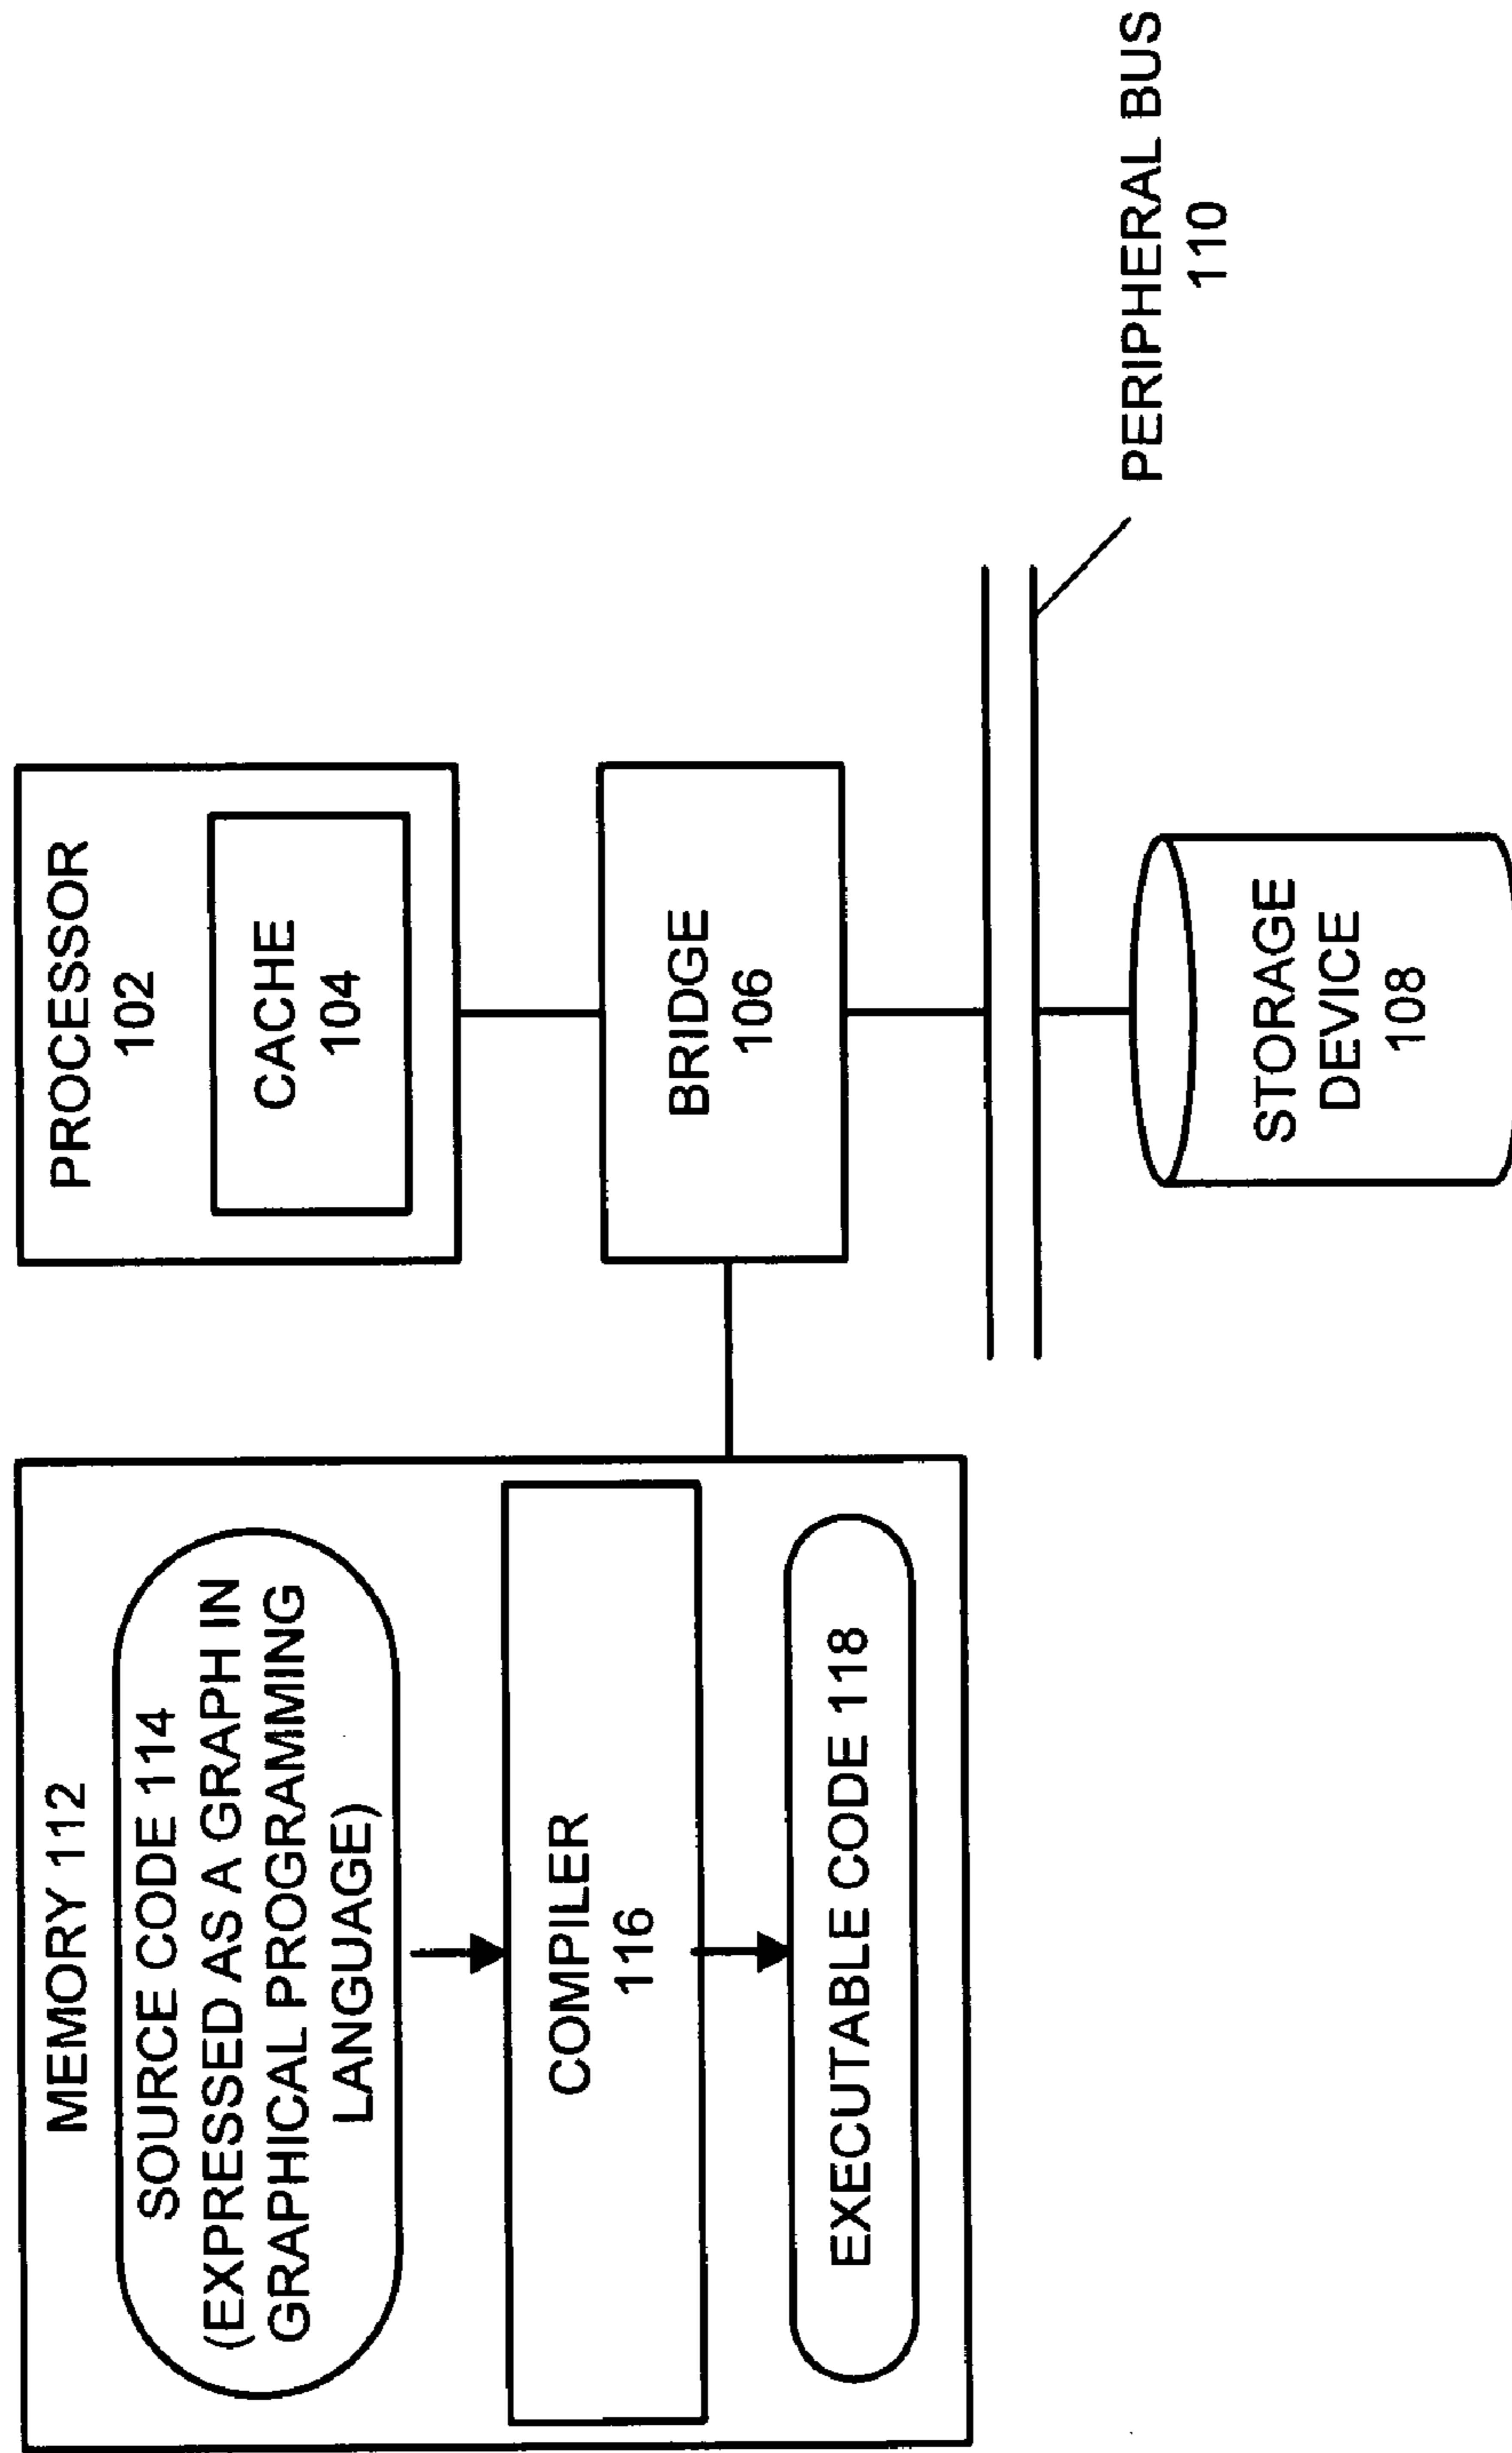 MEMORY 112
SOURCE CODE 114
(EXPRESSED AS A GRAPH IN
GRAPHICAL PROGRAMMING
LANGUAGE)
COMPILER
116
EXECUTABLE CODE 118
PROCESSOR
102
CACHE
104
BRIDGE
106
PERIPHERAL BUS
110
STORAGE
DEVICE
108